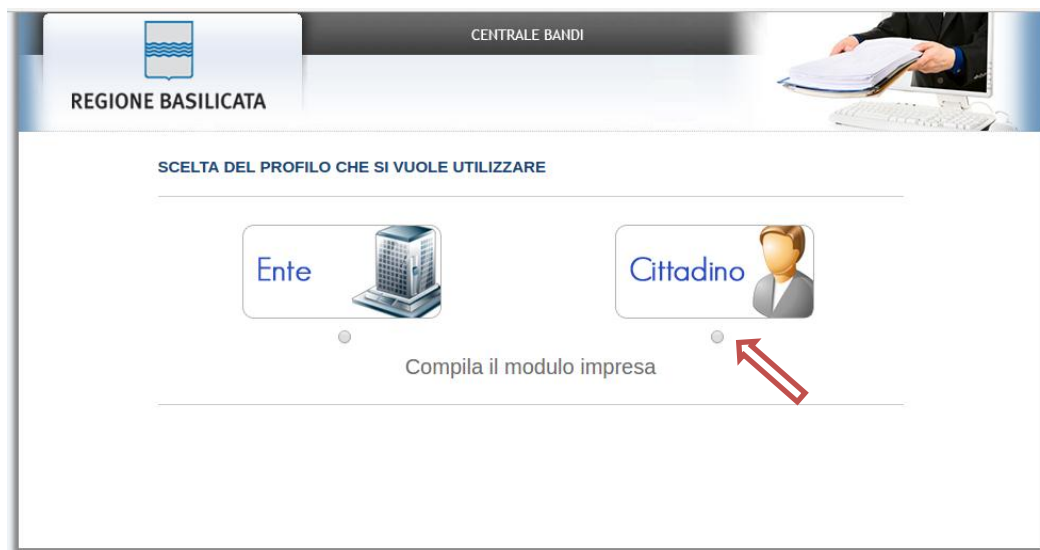 CENTRALE BANDI
REGIONE BASILICATA
SCELTA DEL PROFILO CHE SI VUOLE UTILIZZARE
Ente
Cittadino
Compila il modulo impresa